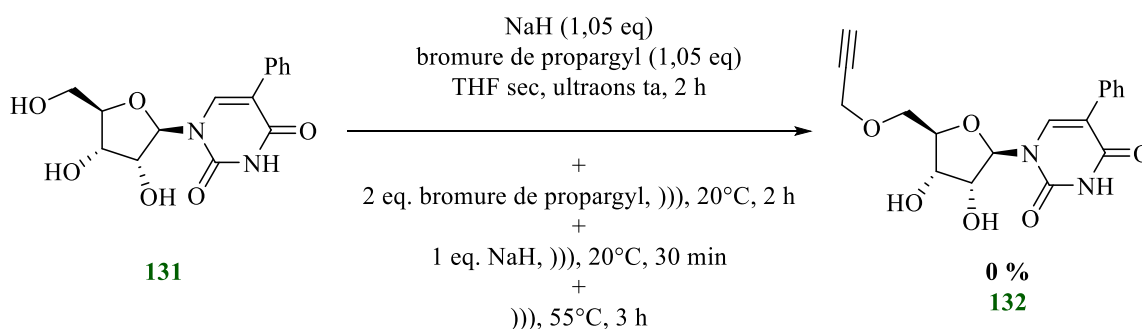 NaH (1,05 eq)
bromure de propargyl (1,05 eq)
THF sec, ultraons ta, 2 h
+
2 eq. bromure de propargyl, ))), 20°C, 2 h
+
1 eq. NaH, ))), 20°C, 30 min
+
))), 55°C, 3 h
HO
O
Ph
N
O
NH
HO
OH
O
131
O
O
Ph
N
O
NH
HO
OH
O
0 %
132